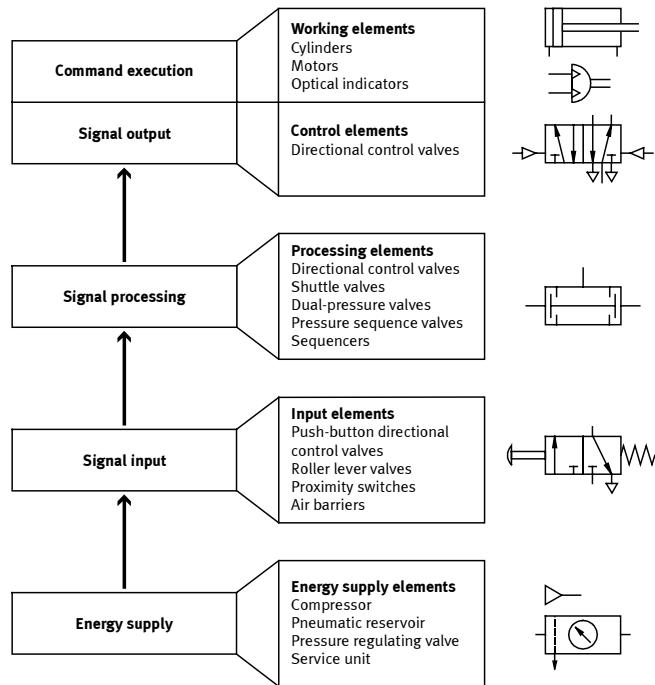 Command execution
Working elements
Cylinders
Motors
Optical indicators
Signal output
Control elements
Directional control valves
Signal processing
Processing elements
Directional control valves
Shuttle valves
Dual-pressure valves
Pressure sequence valves
Sequencers
Signal input
Input elements
Push-button directional
control valves
Roller lever valves
Proximity switches
Air barriers
Energy supply
Energy supply elements
Compressor
Pneumatic reservoir
Pressure regulating valve
Service unit